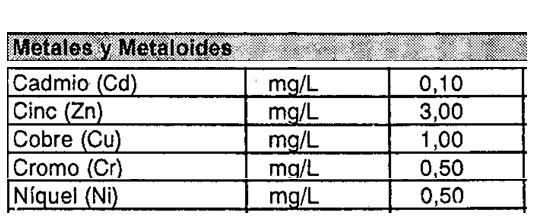 Metales y Metaloides
Cadmio (Cd) mg/L 0,10
Cinc (Zn) mg/L 3,00
Cobre (Cu) mg/L 1,00
Cromo (Cr) mg/L 0,50
Níquel (Ni) mg/L 0,50